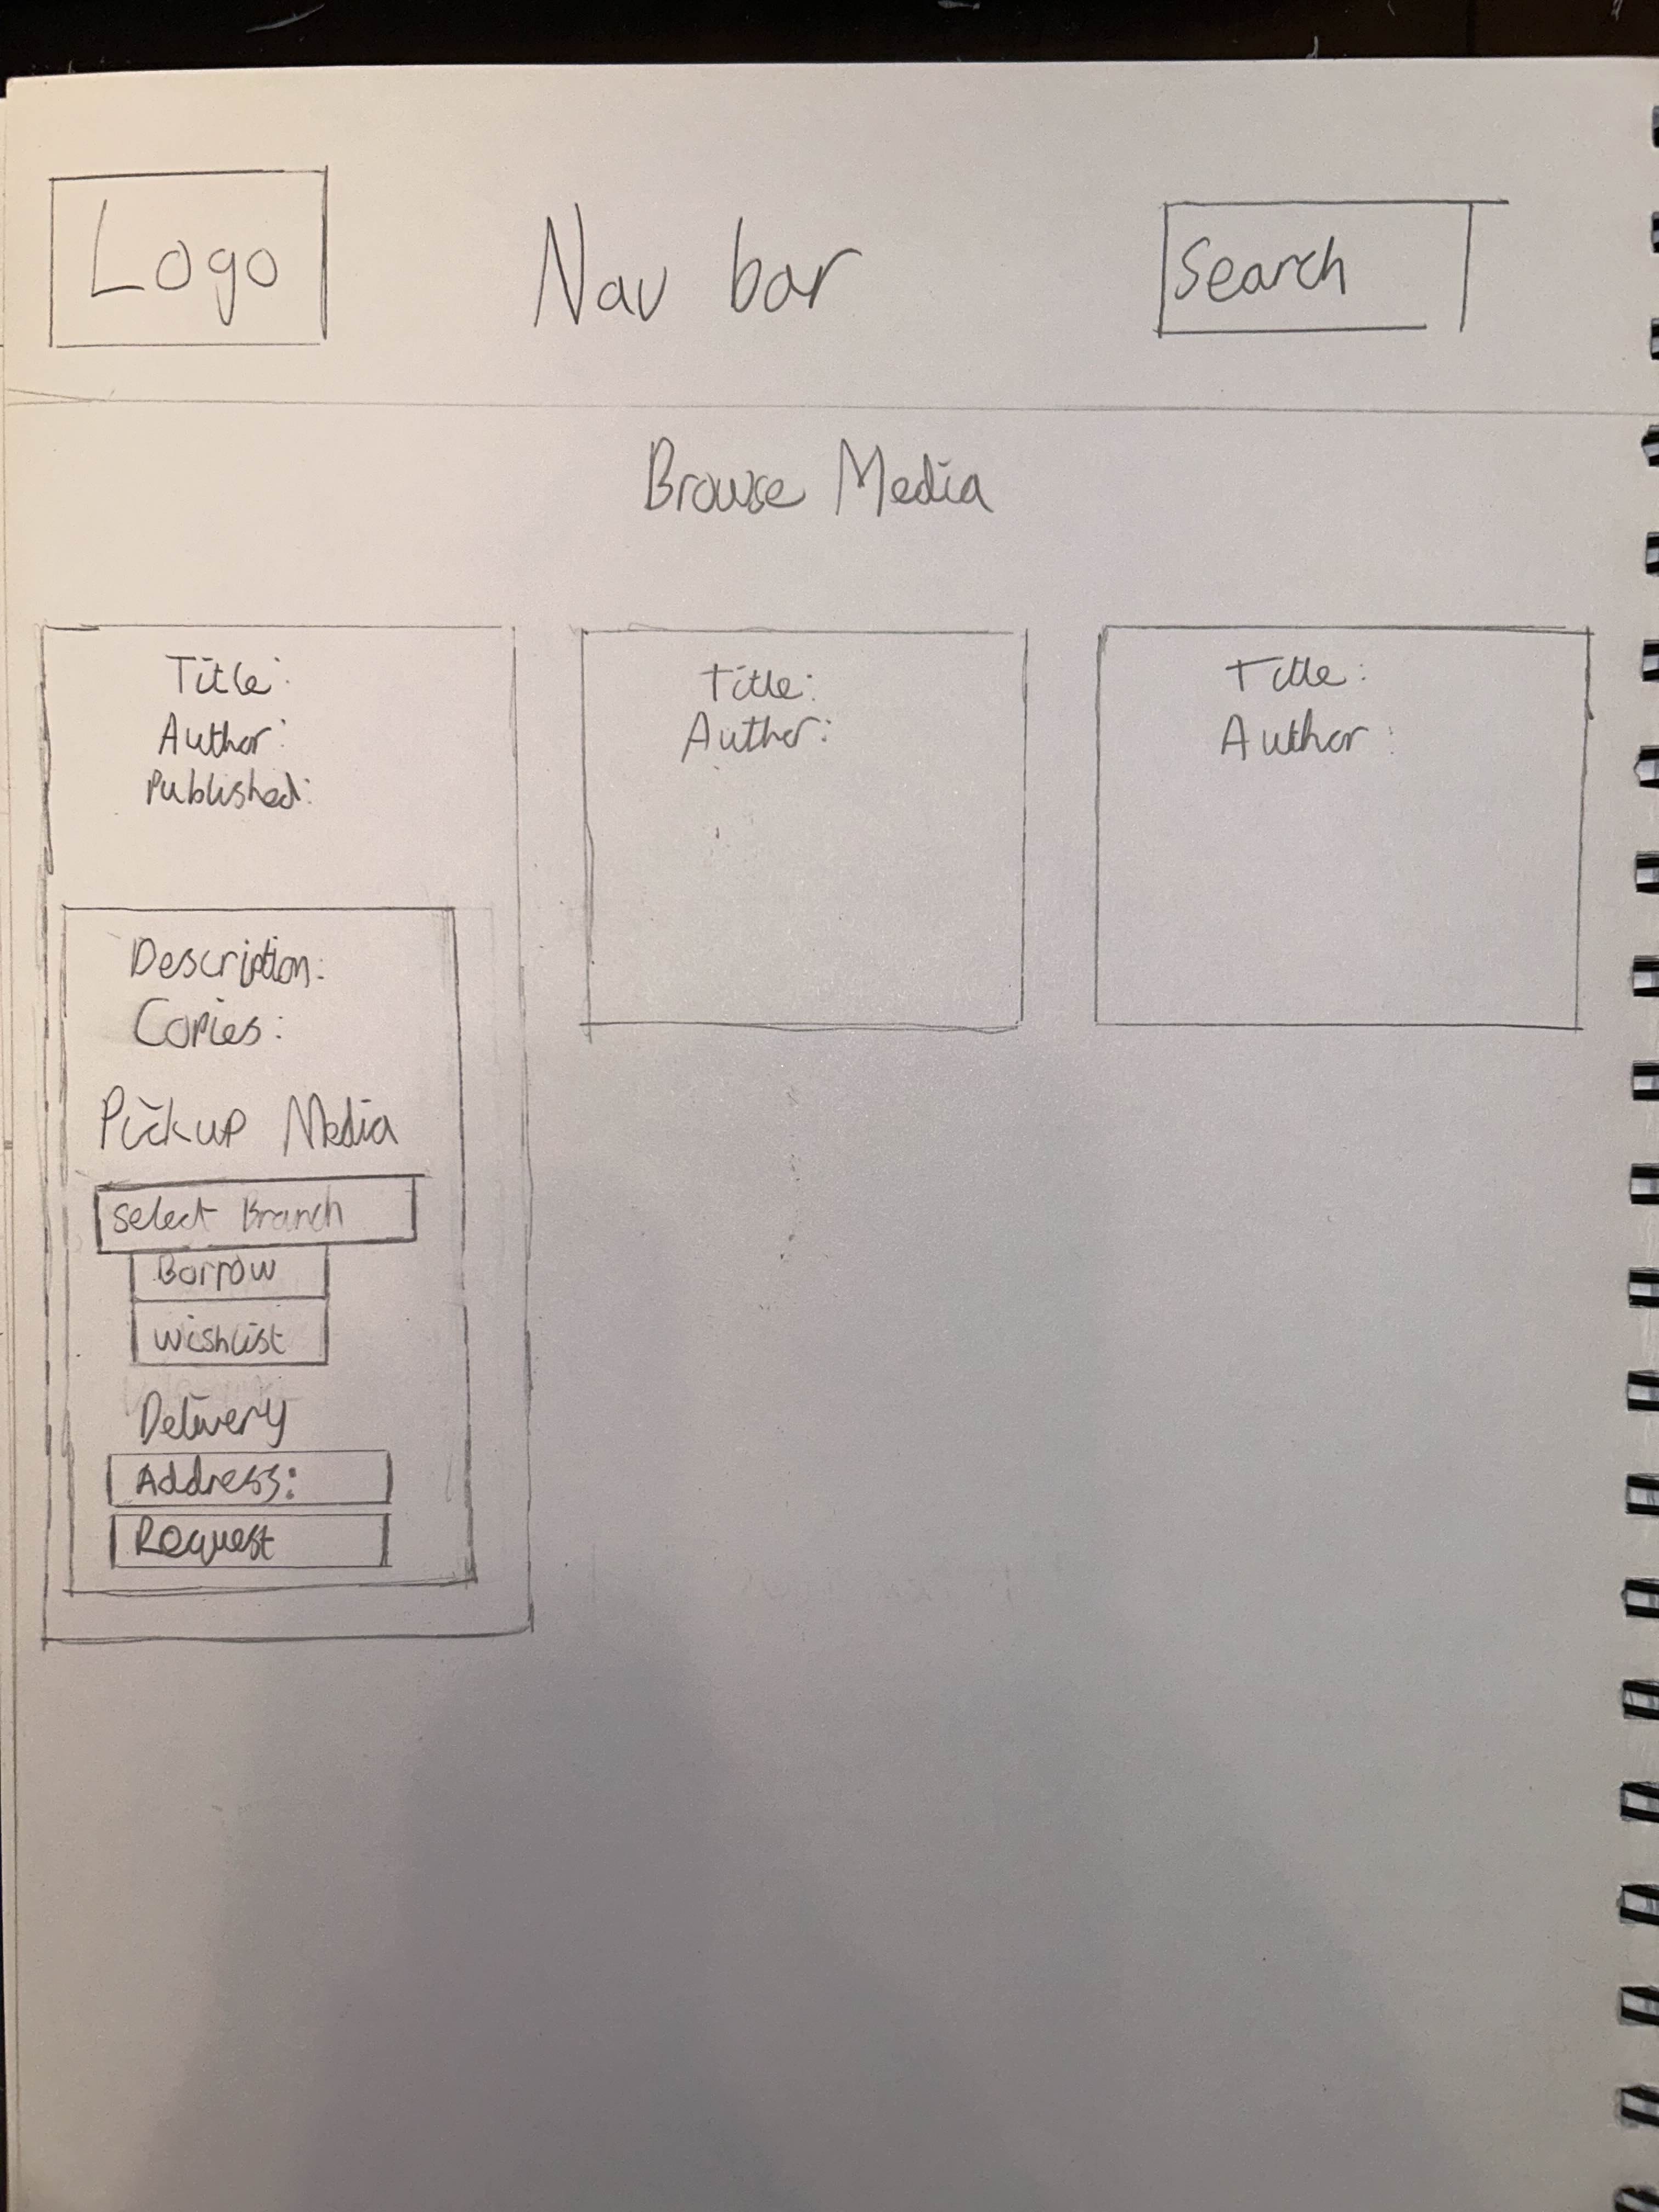 Logo
Nav bar
Search
Browse Media
Title:
Author:
Published:
Description:
Copies:
Pickup Media
Select Branch
Borrow
Wishlist
Delivery
Address:
Request
Title:
Author:
Title:
Author: